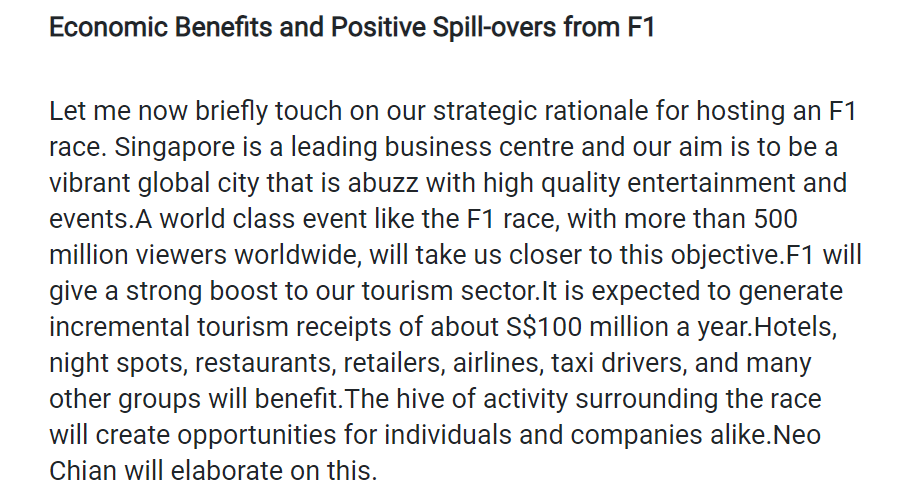 Economic Benefits and Positive Spill-overs from F1
Let me now briefly touch on our strategic rationale for hosting an F1
race. Singapore is a leading business centre and our aim is to be a
vibrant global city that is abuzz with high quality entertainment and
events.A world class event like the F1 race, with more than 500
million viewers worldwide, will take us closer to this objective.F1 will
give a strong boost to our tourism sector.It is expected to generate
incremental tourism receipts of about S$100 million a year.Hotels,
night spots, restaurants, retailers, airlines, taxi drivers, and many
other groups will benefit.The hive of activity surrounding the race
will create opportunities for individuals and companies alike.Neo
Chian will elaborate on this.